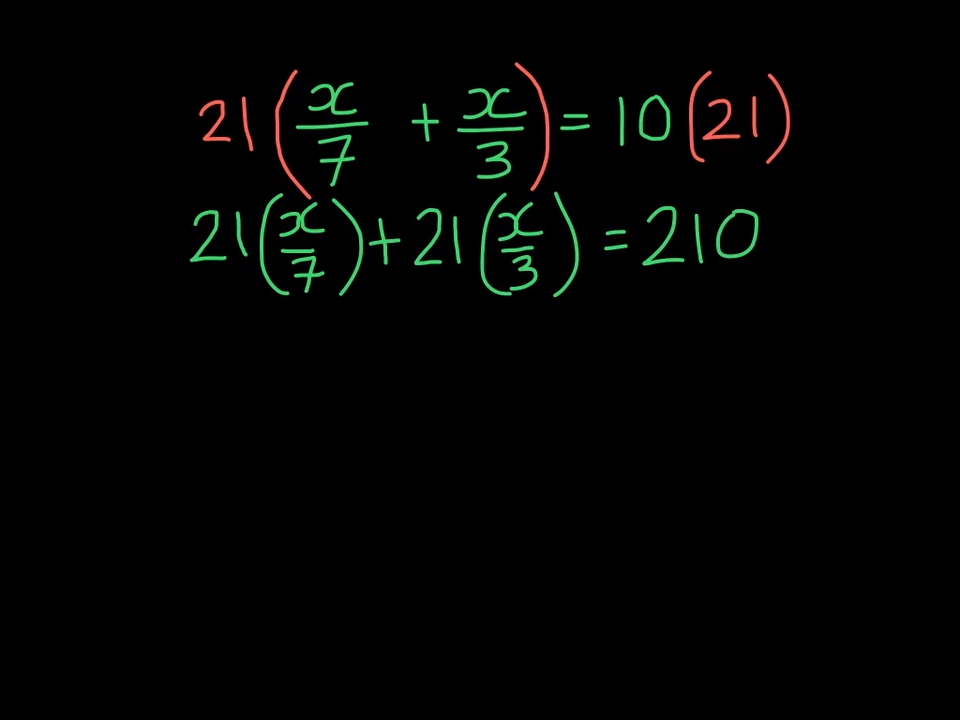 21(x/7 + x/3) = 10(21)
21(x/7) + 21(x/3) = 210